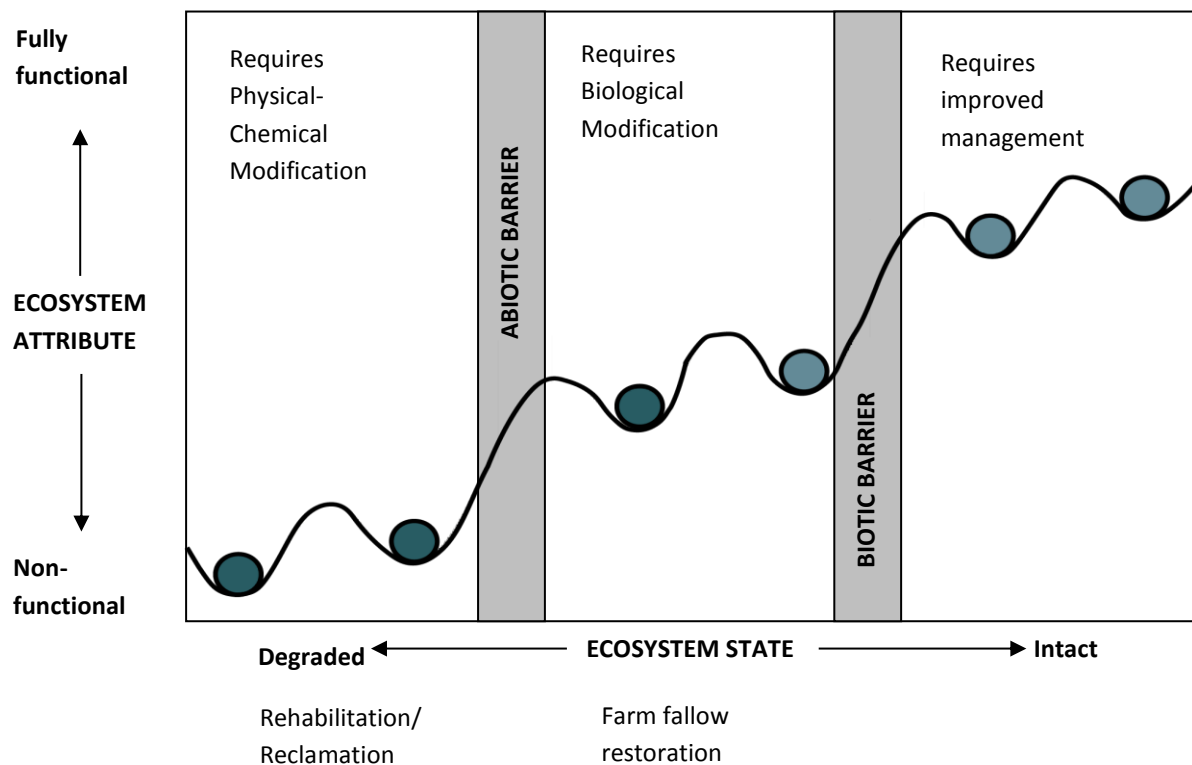 Fully
functional
ECOSYSTEM
ATTRIBUTE
Non-
functional
Requires
Physical-
Chemical
Modification
ABIOTIC BARRIER
Requires
Biological
Modification
BIOTIC BARRIER
Requires
improved
management
Degraded
ECOSYSTEM STATE
Intact
Rehabilitation/
Reclamation
Farm fallow
restoration